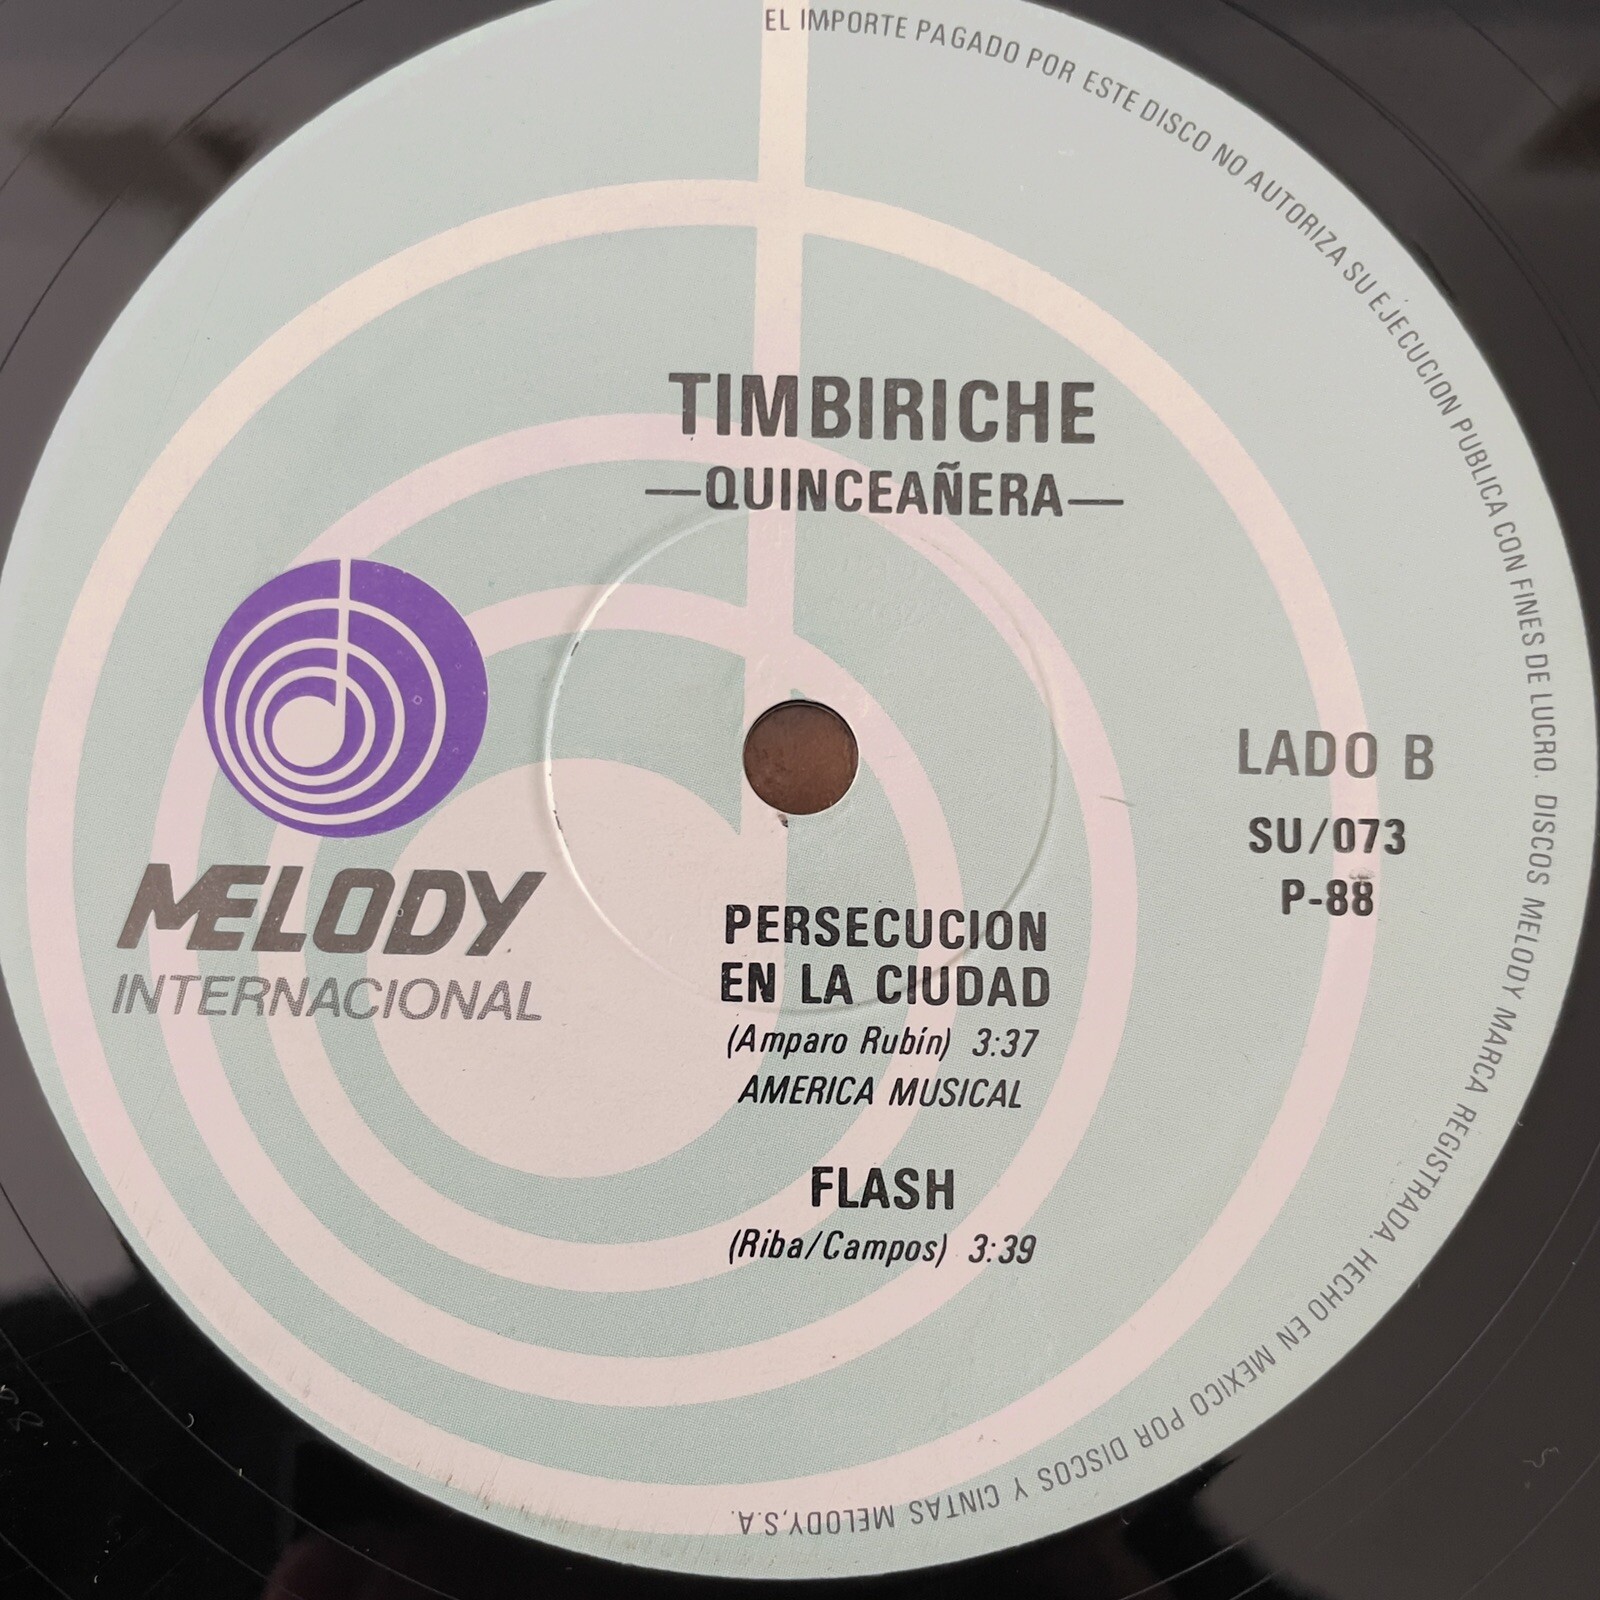 EL IMPORTE PAGADO POR ESTE DISCO NO AUTORIZA SU EJECUCION PUBLICA CON FINES DE LUCRO. DISCOS MELODY MARCA REGISTRADA. HECHO EN MEXICO POR DISCOS Y CINTAS MELODY, S.A.
TIMBIRICHE
—QUINCEAÑERA—
MELODY
INTERNACIONAL
LADO B
SU/073
P-88
PERSECUCION
EN LA CIUDAD
(Amparo Rubín) 3:37
AMERICA MUSICAL
FLASH
(Riba/Campos) 3:39